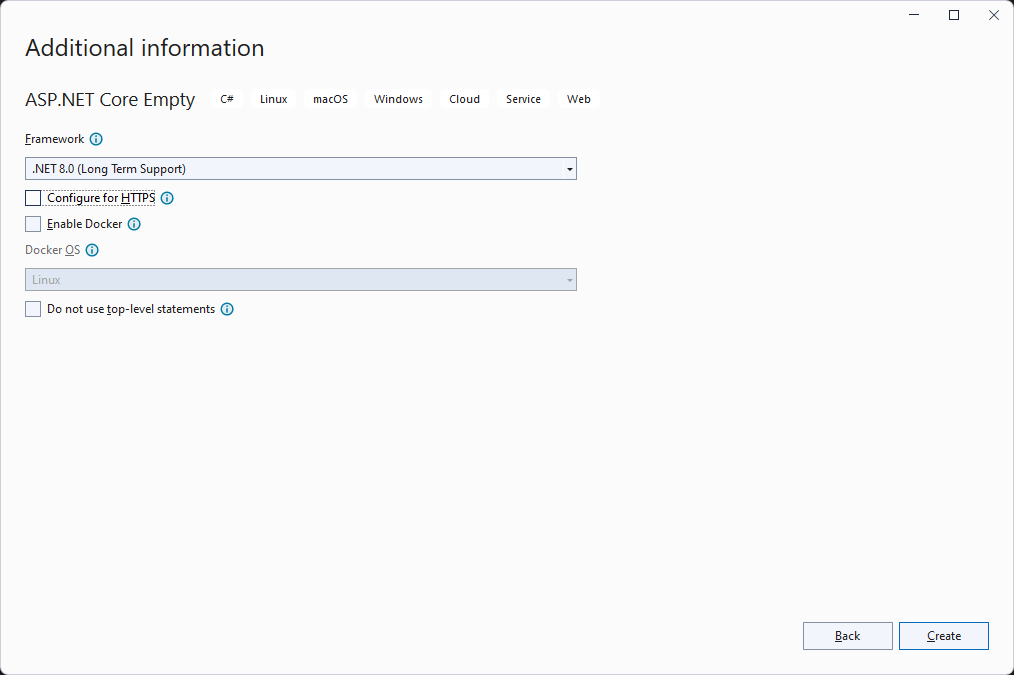 Additional information
ASP.NET Core Empty C# Linux macOS Windows Cloud Service Web
Framework
.NET 8.0 (Long Term Support)
Configure for HTTPS
Enable Docker
Docker OS
Linux
Do not use top-level statements
Back Create